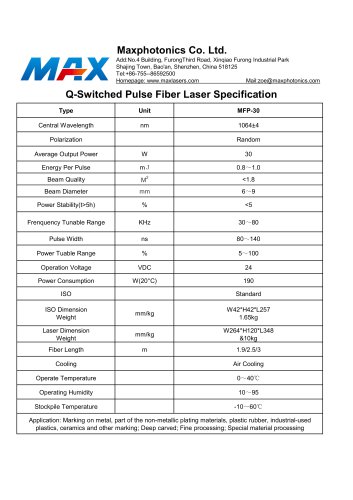 Maxphotonics Co. Ltd.
MAX
Add:No.4 Building, FurongThird Road, Xinqiao Furong Industrial Park
Shajing Town, Bao'an, Shenzhen, China 518125
Tel:+86-755--86592500
Homepage: www.maxlasers.com Mail:zoe@maxphotonics.com
Q-Switched Pulse Fiber Laser Specification
Type Unit MFP-30
Central Wavelength nm 1064±4
Polarization Random
Average Output Power W 30
Energy Per Pulse mJ 0.8～1.0
Beam Quality M² <1.8
Beam Diameter mm 6～9
Power Stability(t>5h) % <5
Frenquency Tunable Range KHz 30～80
Pulse Width ns 80～140
Power Tuable Range % 5～100
Operation Voltage VDC 24
Power Consumption W(20°C) 190
ISO Standard
ISO Dimension mm/kg W42*H42*L257
Weight 1.65kg
Laser Dimension mm/kg W264*H120*L348
Weight &10kg
Fiber Length m 1.9/2.5/3
Cooling Air Cooling
Operate Temperature 0～40℃
Operating Humidity 10～95
Stockpile Temperature -10～60℃
Application: Marking on metal, part of the non-metallic plating materials, plastic rubber, industrial-used
plastics, ceramics and other marking; Deep carved; Fine processing; Special material processing